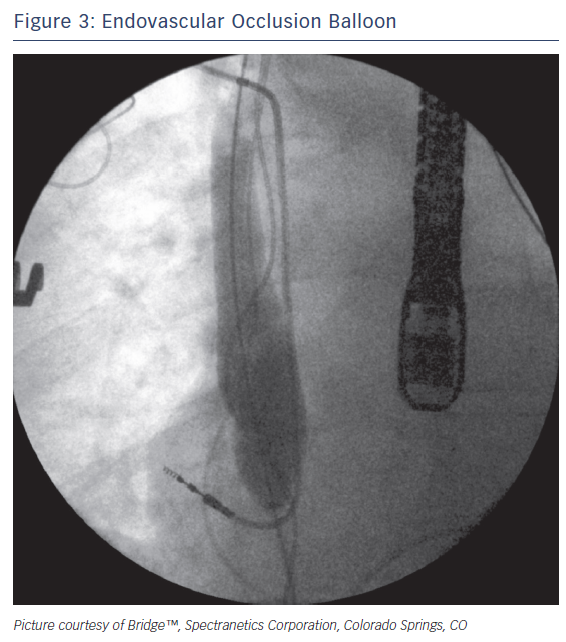 Figure 3: Endovascular Occlusion Balloon
Picture courtesy of Bridge™, Spectranetics Corporation, Colorado Springs, CO